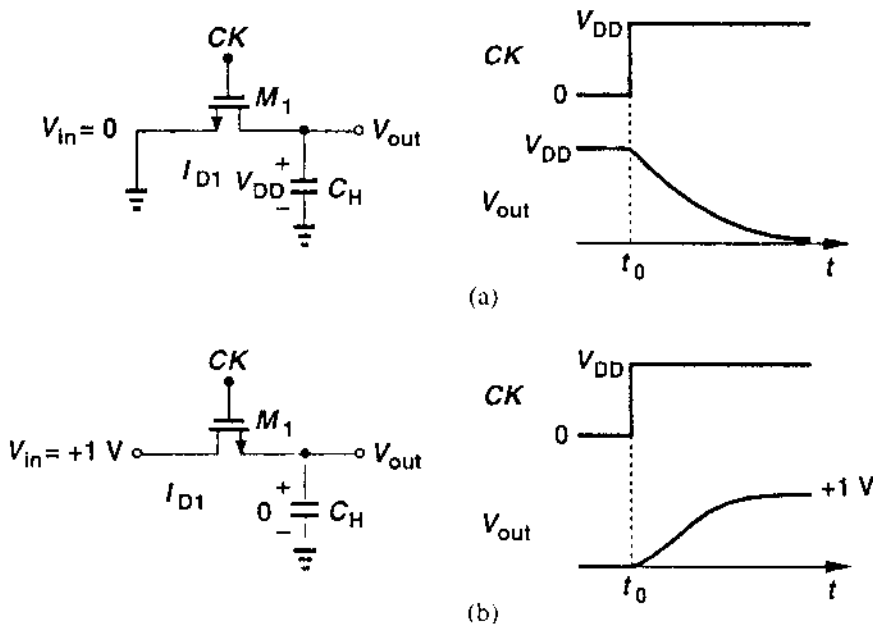 CK
M1
Vin = 0
Vout
ID1
VDD
+
−
CH
VDD
CK
0
VDD
Vout
t0
t
(a)
CK
M1
Vin = +1 V
Vout
ID1
0
+
−
CH
VDD
CK
0
+1 V
Vout
t0
t
(b)